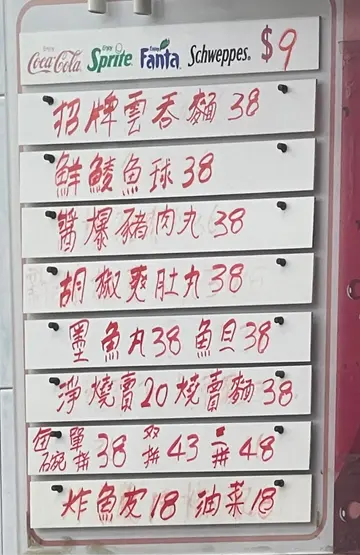 Coca-Cola Enjoy Sprite Fanta Schweppes $9
招牌雲吞麵 38
鮮鯪魚球 38
醬爆豬肉丸 38
胡椒爽肚丸 38
墨魚丸 38 魚旦 38
淨燒賣 20 燒賣麵 38
每碗 單拼 38 双拼 43 三拼 48
炸魚皮 18 油菜 18